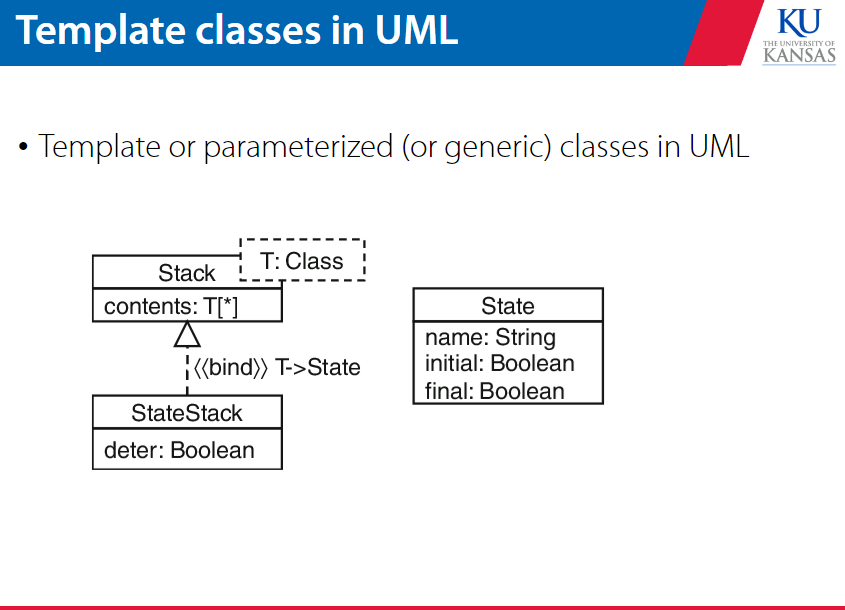 Template classes in UML
KU
THE UNIVERSITY OF
KANSAS
• Template or parameterized (or generic) classes in UML
T: Class
Stack
contents: T[*]
⟨⟨bind⟩⟩ T->State
StateStack
deter: Boolean
State
name: String
initial: Boolean
final: Boolean